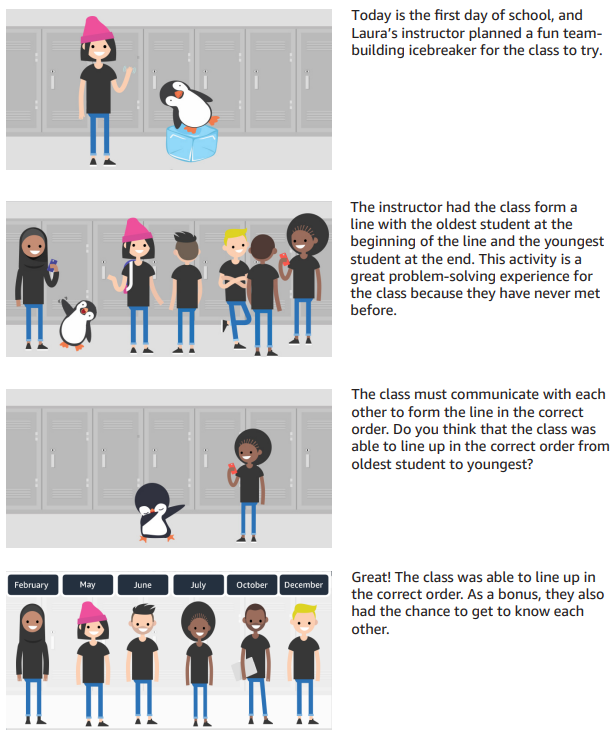 Today is the first day of school, and
Laura's instructor planned a fun team-
building icebreaker for the class to try.
The instructor had the class form a
line with the oldest student at the
beginning of the line and the youngest
student at the end. This activity is a
great problem-solving experience for
the class because they have never met
before.
The class must communicate with each
other to form the line in the correct
order. Do you think that the class was
able to line up in the correct order from
oldest student to youngest?
February May June July October December
Great! The class was able to line up in
the correct order. As a bonus, they also
had the chance to get to know each
other.